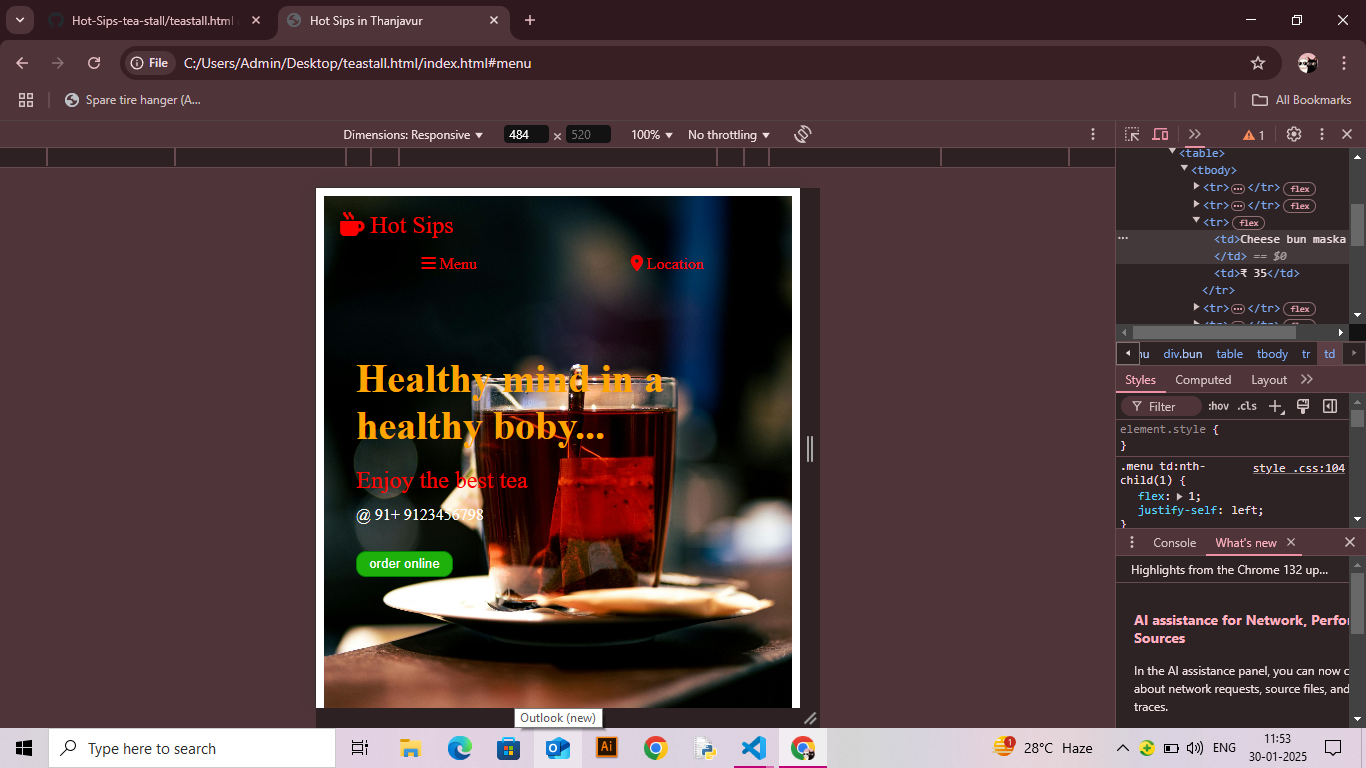 Hot-Sips-tea-stall/teastall.html
Hot Sips in Thanjavur
File
C:/Users/Admin/Desktop/teastall.html/index.html#menu
Spare tire hanger (A...
All Bookmarks
Dimensions: Responsive
484 × 520
100%
No throttling
1
Hot Sips
Menu
Location
Healthy mind in a
healthy boby...
Enjoy the best tea
@ 91+ 9123456798
order online
<table>
<tbody>
<tr> ... </tr> flex
<tr> ... </tr> flex
<tr> flex
<td>Cheese bun maska
</td> == $0
<td>₹ 35</td>
</tr>
<tr> ... </tr> flex
nu div.bun table tbody tr td
Styles Computed Layout
Filter :hov .cls
element.style {
}
.menu td:nth- style .css:104
child(1) {
flex: 1;
justify-self: left;
}
Console What's new
Highlights from the Chrome 132 up...
AI assistance for Network, Perfor
Sources
In the AI assistance panel, you can now c
about network requests, source files, and
traces.
Outlook (new)
Type here to search
Ai
28°C Haze
ENG
11:53
30-01-2025